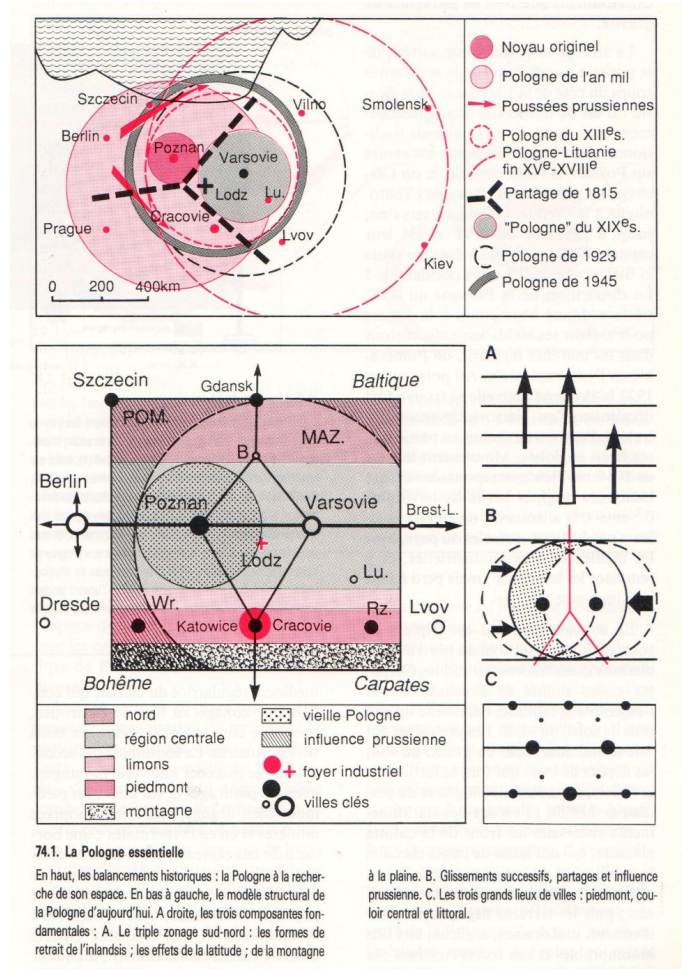 Szczecin
Vilno
Smolensk
Berlin
Poznan
Varsovie
Lodz
Lu.
Cracovie
Prague
Lvov
Kiev
0 200 400km
Noyau originel
Pologne de l'an mil
Poussées prussiennes
Pologne du XIIIe s.
Pologne-Lituanie
fin XVe-XVIIIe
Partage de 1815
"Pologne" du XIXe s.
Pologne de 1923
Pologne de 1945
Szczecin
Gdansk
Baltique
POM.
MAZ.
B
Berlin
Poznan
Varsovie
Brest-L.
Lodz
Lu.
Dresde
Wr.
Katowice
Cracovie
Rz.
Lvov
Bohême
Carpates
nord
région centrale
limons
piedmont
montagne
vieille Pologne
influence prussienne
foyer industriel
villes clés
A
B
C
74.1. La Pologne essentielle
En haut, les balancements historiques : la Pologne à la recher-
che de son espace. En bas à gauche, le modèle structural de
la Pologne d'aujourd'hui. A droite, les trois composantes fon-
damentales : A. Le triple zonage sud-nord : les formes de
retrait de l'inlandsis ; les effets de la latitude ; de la montagne
à la plaine. B. Glissements successifs, partages et influence
prussienne. C. Les trois grands lieux de villes : piedmont, cou-
loir central et littoral.